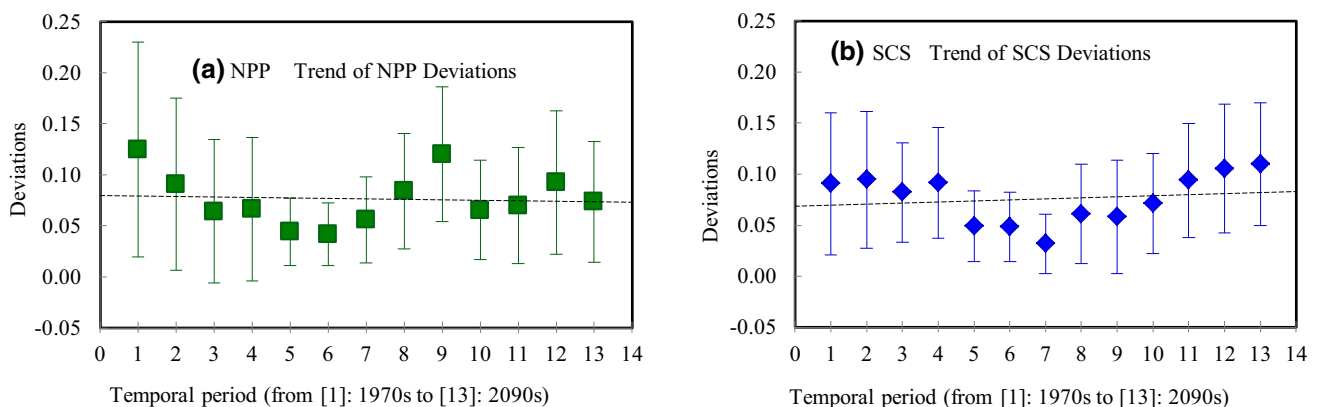 0.25
0.20
0.15
0.10
0.05
0.00
-0.05
Deviations
(a) NPP Trend of NPP Deviations
0 1 2 3 4 5 6 7 8 9 10 11 12 13 14
Temporal period (from [1]: 1970s to [13]: 2090s)
0.25
0.20
0.15
0.10
0.05
0.00
-0.05
Deviations
(b) SCS Trend of SCS Deviations
0 1 2 3 4 5 6 7 8 9 10 11 12 13 14
Temporal period (from [1]: 1970s to [13]: 2090s)